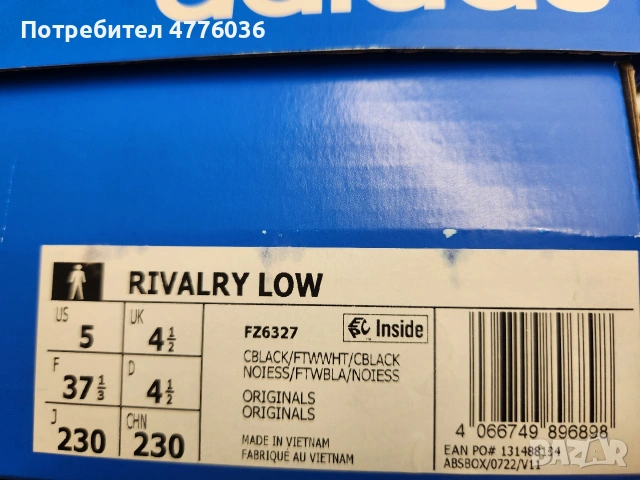 adidas
Потребител 4776036
RIVALRY LOW
US 5 UK 4 1/2
F 37 1/3 D 4 1/2
J 230 CHN 230
FZ6327
Inside
CBLACK/FTWWHT/CBLACK
NOIESS/FTWBLA/NOIESS
ORIGINALS
ORIGINALS
MADE IN VIETNAM
FABRIQUÉ AU VIETNAM
4 066749 896898
EAN PO# 131488134
ABSBOX/0722/V11
BAZAR